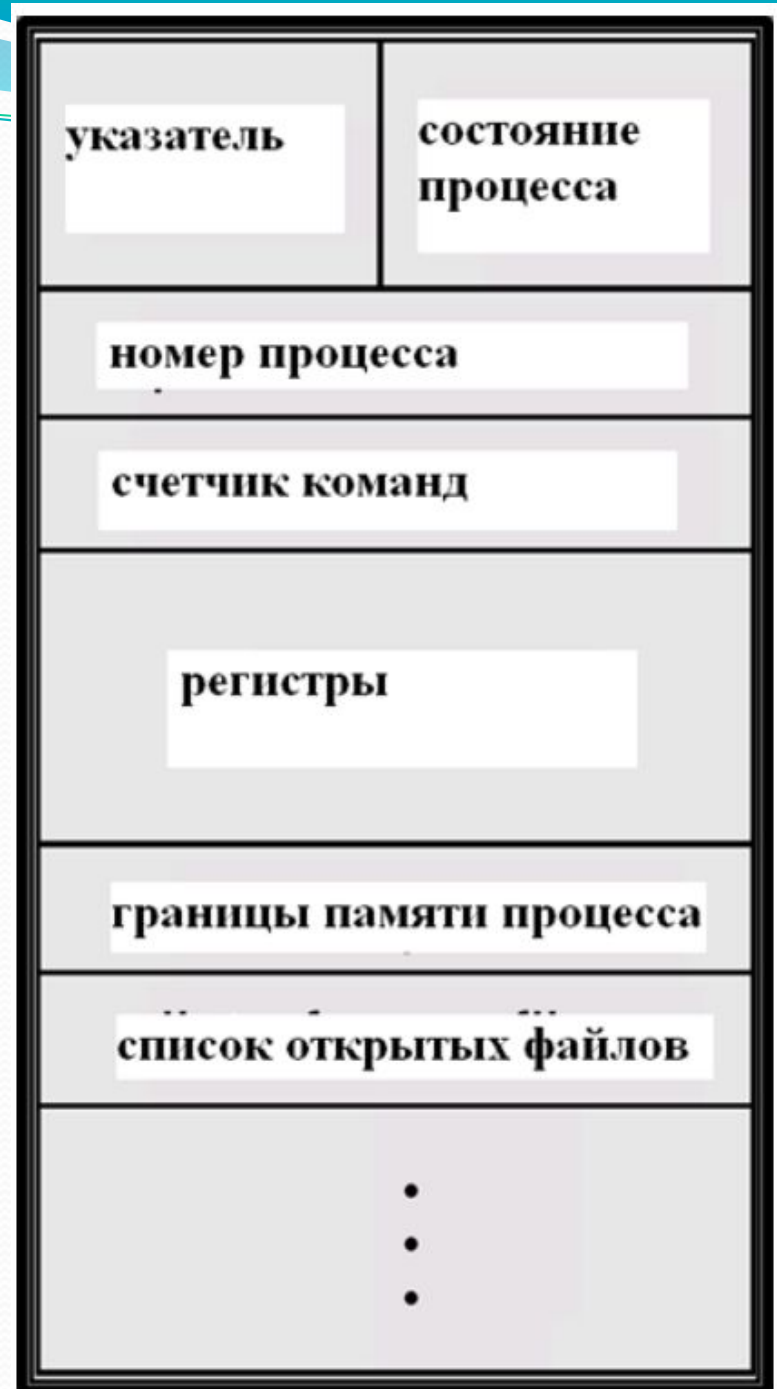 указатель
состояние
процесса
номер процесса
счетчик команд
регистры
границы памяти процесса
список открытых файлов